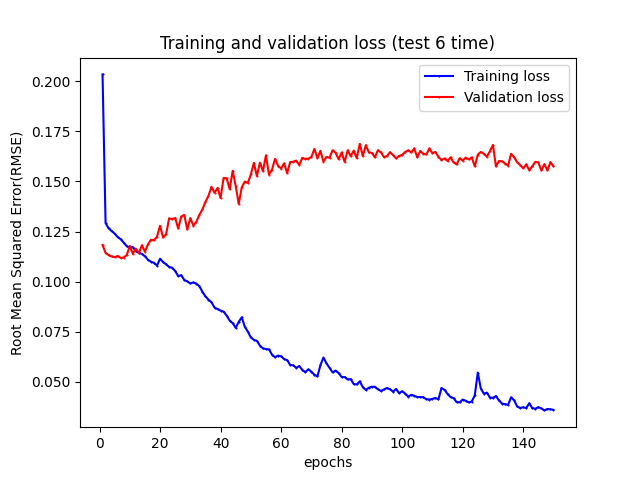 Training and validation loss (test 6 time)
Training loss
Validation loss
0.200
0.175
0.150
0.125
0.100
0.075
0.050
Root Mean Squared Error(RMSE)
0 20 40 60 80 100 120 140
epochs